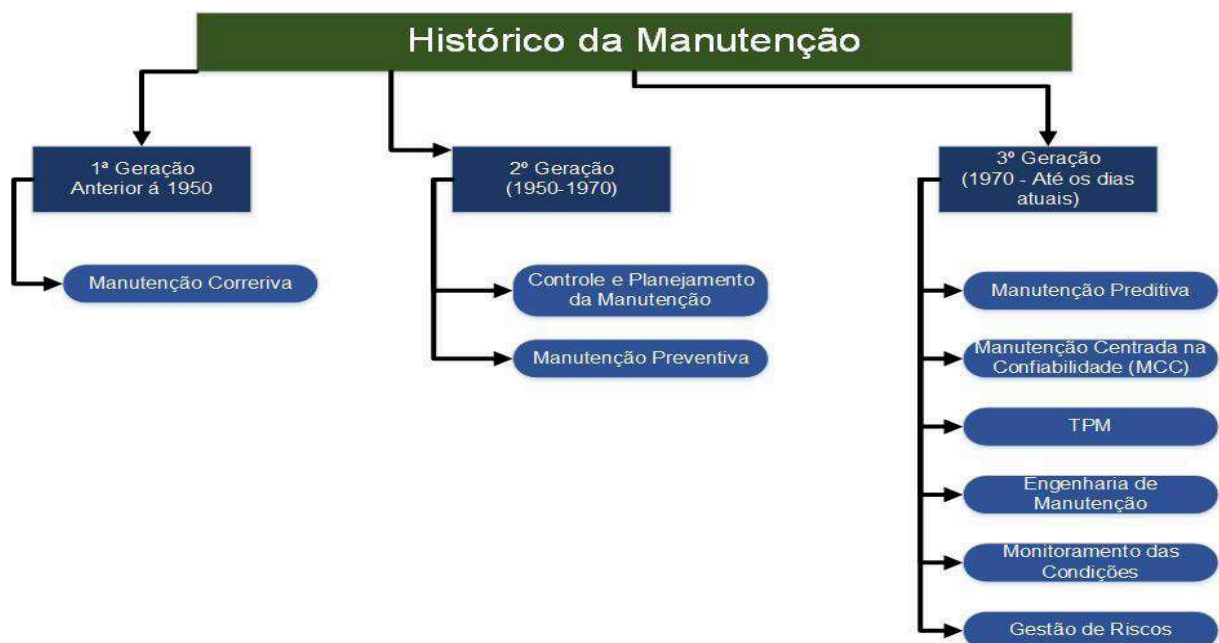 Histórico da Manutenção
1ª Geração
Anterior á 1950
Manutenção Correriva
2º Geração
(1950-1970)
Controle e Planejamento
da Manutenção
Manutenção Preventiva
3º Geração
(1970 - Até os dias
atuais)
Manutenção Preditiva
Manutenção Centrada na
Confiabilidade (MCC)
TPM
Engenharia de
Manutenção
Monitoramento das
Condições
Gestão de Riscos